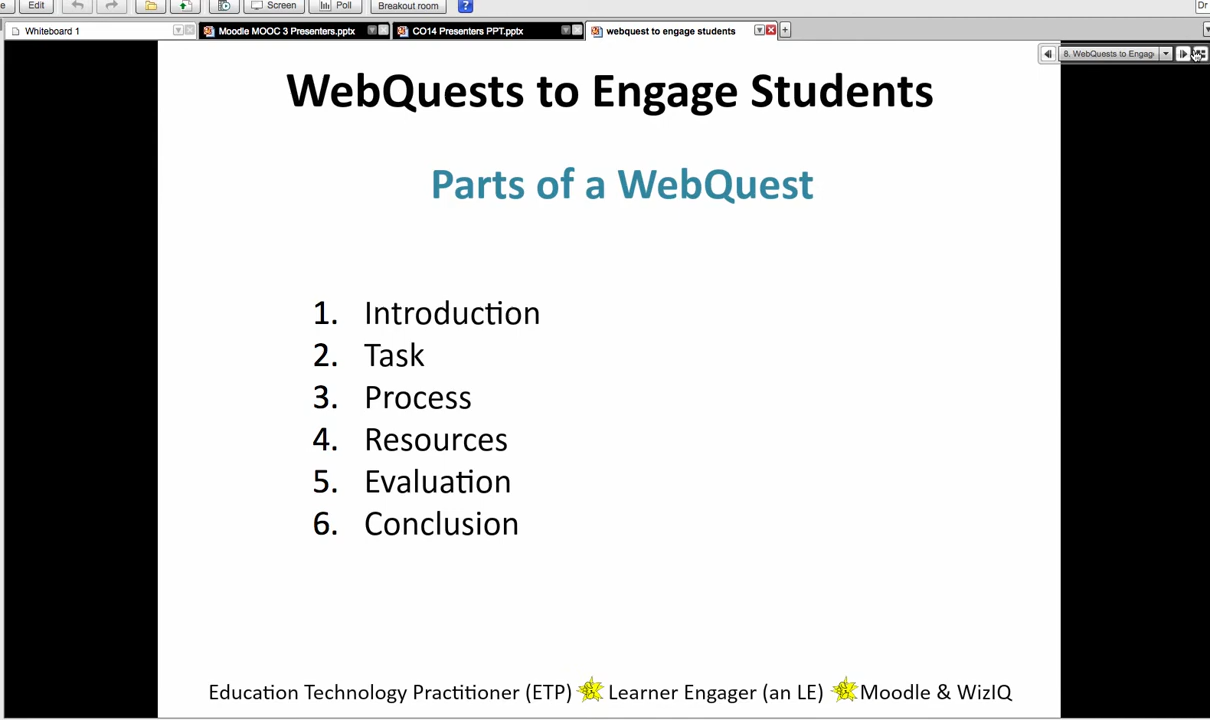 Edit Screen Poll Breakout room ? Dr
Whiteboard 1 Moodle MOOC 3 Presenters.pptx CO14 Presenters PPT.pptx webquest to engage students
8. WebQuests to Engag
WebQuests to Engage Students
Parts of a WebQuest
1. Introduction
2. Task
3. Process
4. Resources
5. Evaluation
6. Conclusion
Education Technology Practitioner (ETP) Learner Engager (an LE) Moodle & WizIQ